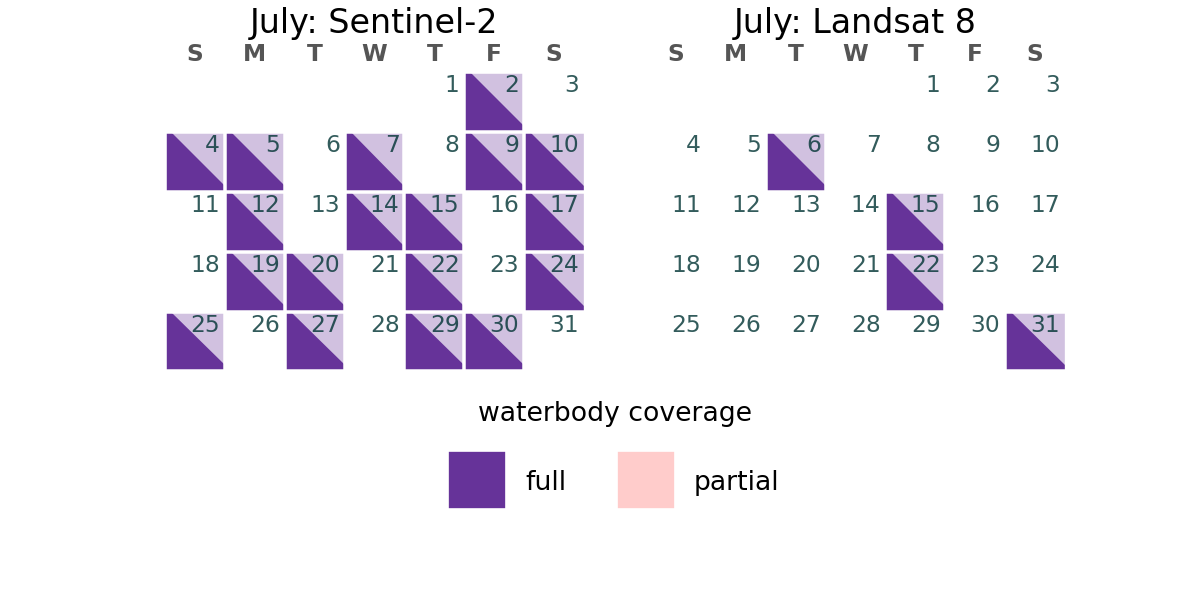 July: Sentinel-2
S M T W T F S
1 2 3
4 5 6 7 8 9 10
11 12 13 14 15 16 17
18 19 20 21 22 23 24
25 26 27 28 29 30 31
July: Landsat 8
S M T W T F S
1 2 3
4 5 6 7 8 9 10
11 12 13 14 15 16 17
18 19 20 21 22 23 24
25 26 27 28 29 30 31
waterbody coverage
full
partial